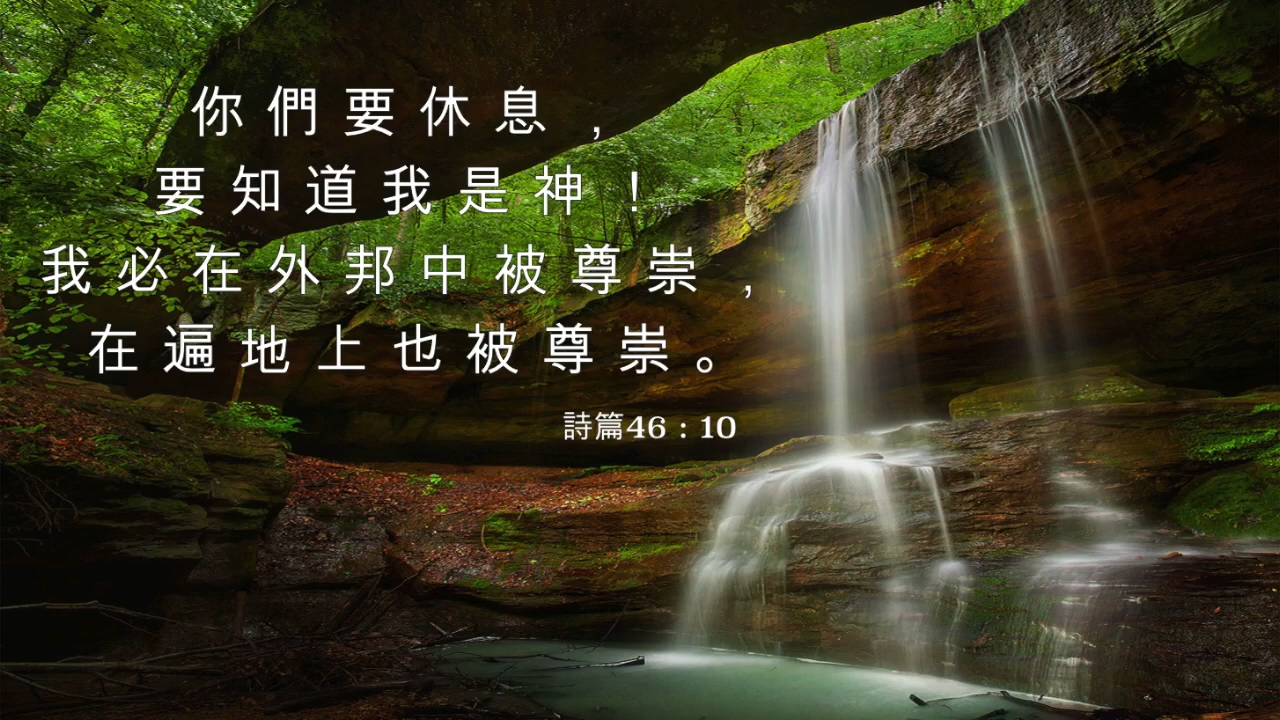 你們要休息，
要知道我是神！
我必在外邦中被尊崇，
在遍地上也被尊崇。
詩篇46：10